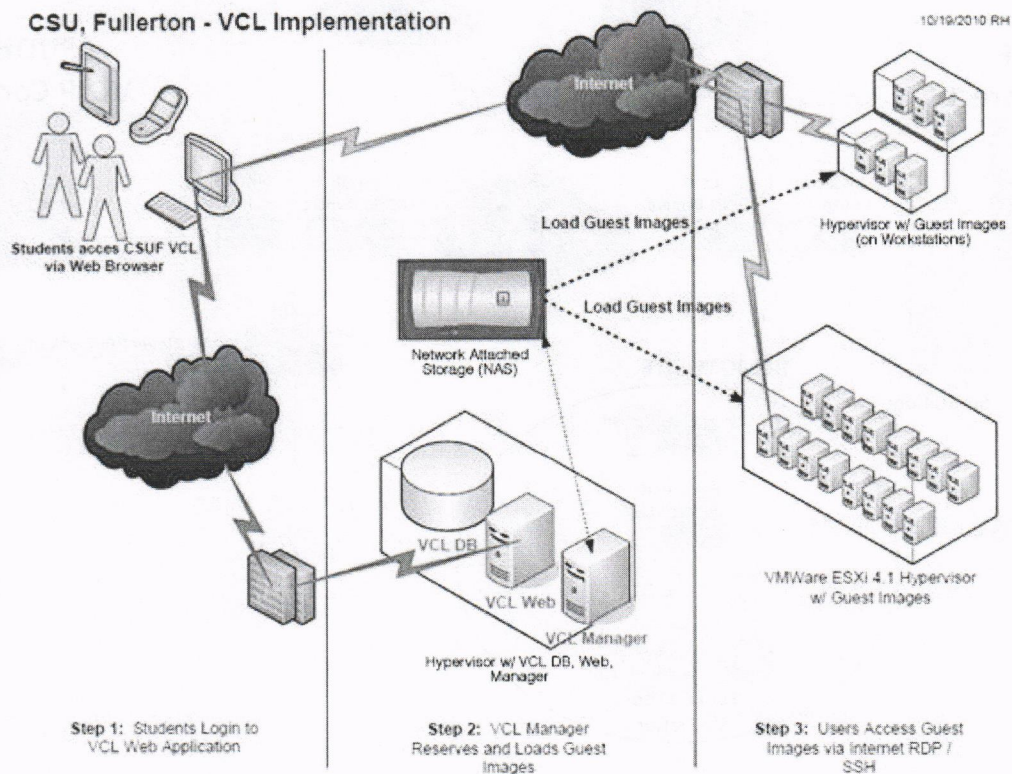 CSU, Fullerton - VCL Implementation
10/19/2010 RH
Internet
Students acces CSUF VCL
via Web Browser
Load Guest Images
Hypervisor w/ Guest Images
(on Workstations)
Load Guest Images
Network Attached
Storage (NAS)
Internet
VCL DB
VCL Web
VCL Manager
Hypervisor w/ VCL DB, Web,
Manager
VMWare ESXi 4.1 Hypervisor
w/ Guest Images
Step 1: Students Login to
VCL Web Application
Step 2: VCL Manager
Reserves and Loads Guest
Images
Step 3: Users Access Guest
Images via Internet RDP /
SSH